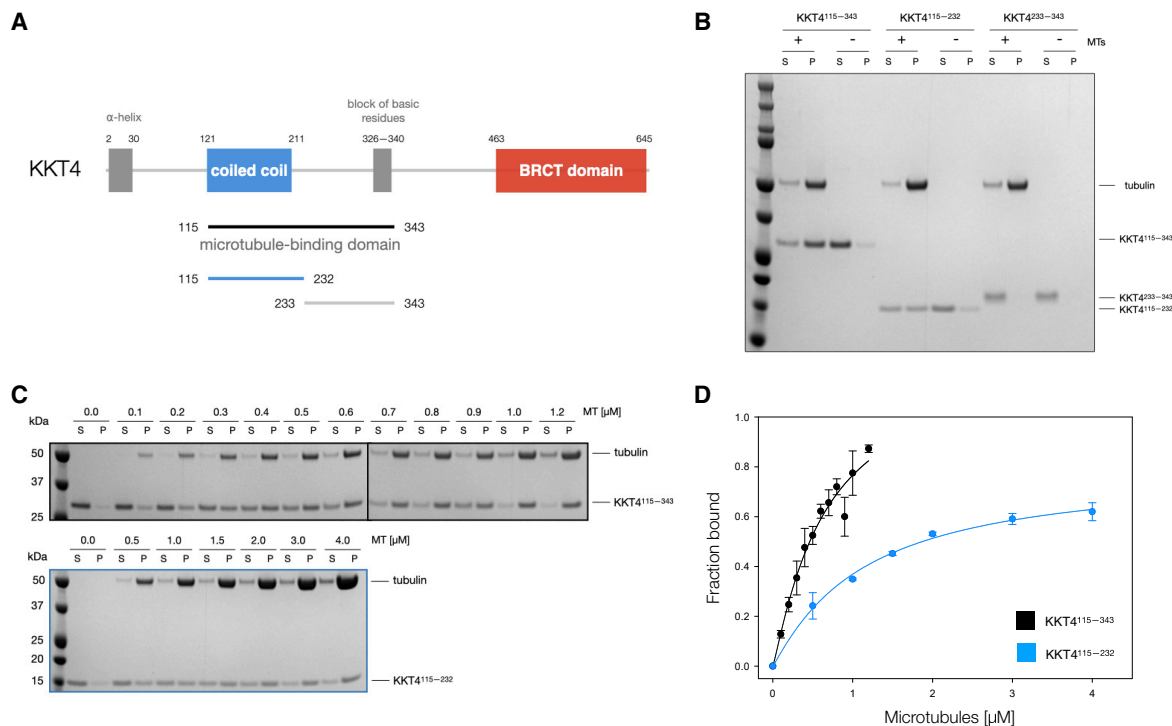 A
α-helix
block of basic
residues
2 30 121 211 326–340 463 645
KKT4 coiled coil BRCT domain
115 343
microtubule-binding domain
115 232
233 343
B
KKT4¹¹⁵⁻³⁴³ KKT4¹¹⁵⁻²³² KKT4²³³⁻³⁴³
+ - + - + - MTs
S P S P S P S P S P S P
tubulin
KKT4¹¹⁵⁻³⁴³
KKT4²³³⁻³⁴³
KKT4¹¹⁵⁻²³²
C
kDa 0.0 0.1 0.2 0.3 0.4 0.5 0.6 0.7 0.8 0.9 1.0 1.2 MT [µM]
S P S P S P S P S P S P S P S P S P S P S P S P
50 tubulin
37
25 KKT4¹¹⁵⁻³⁴³
kDa 0.0 0.5 1.0 1.5 2.0 3.0 4.0 MT [µM]
S P S P S P S P S P S P S P
50 tubulin
37
25
20
15 KKT4¹¹⁵⁻²³²
D
Fraction bound
1.0
0.8
0.6
0.4
0.2
0.0
KKT4¹¹⁵⁻³⁴³
KKT4¹¹⁵⁻²³²
0 1 2 3 4
Microtubules [µM]